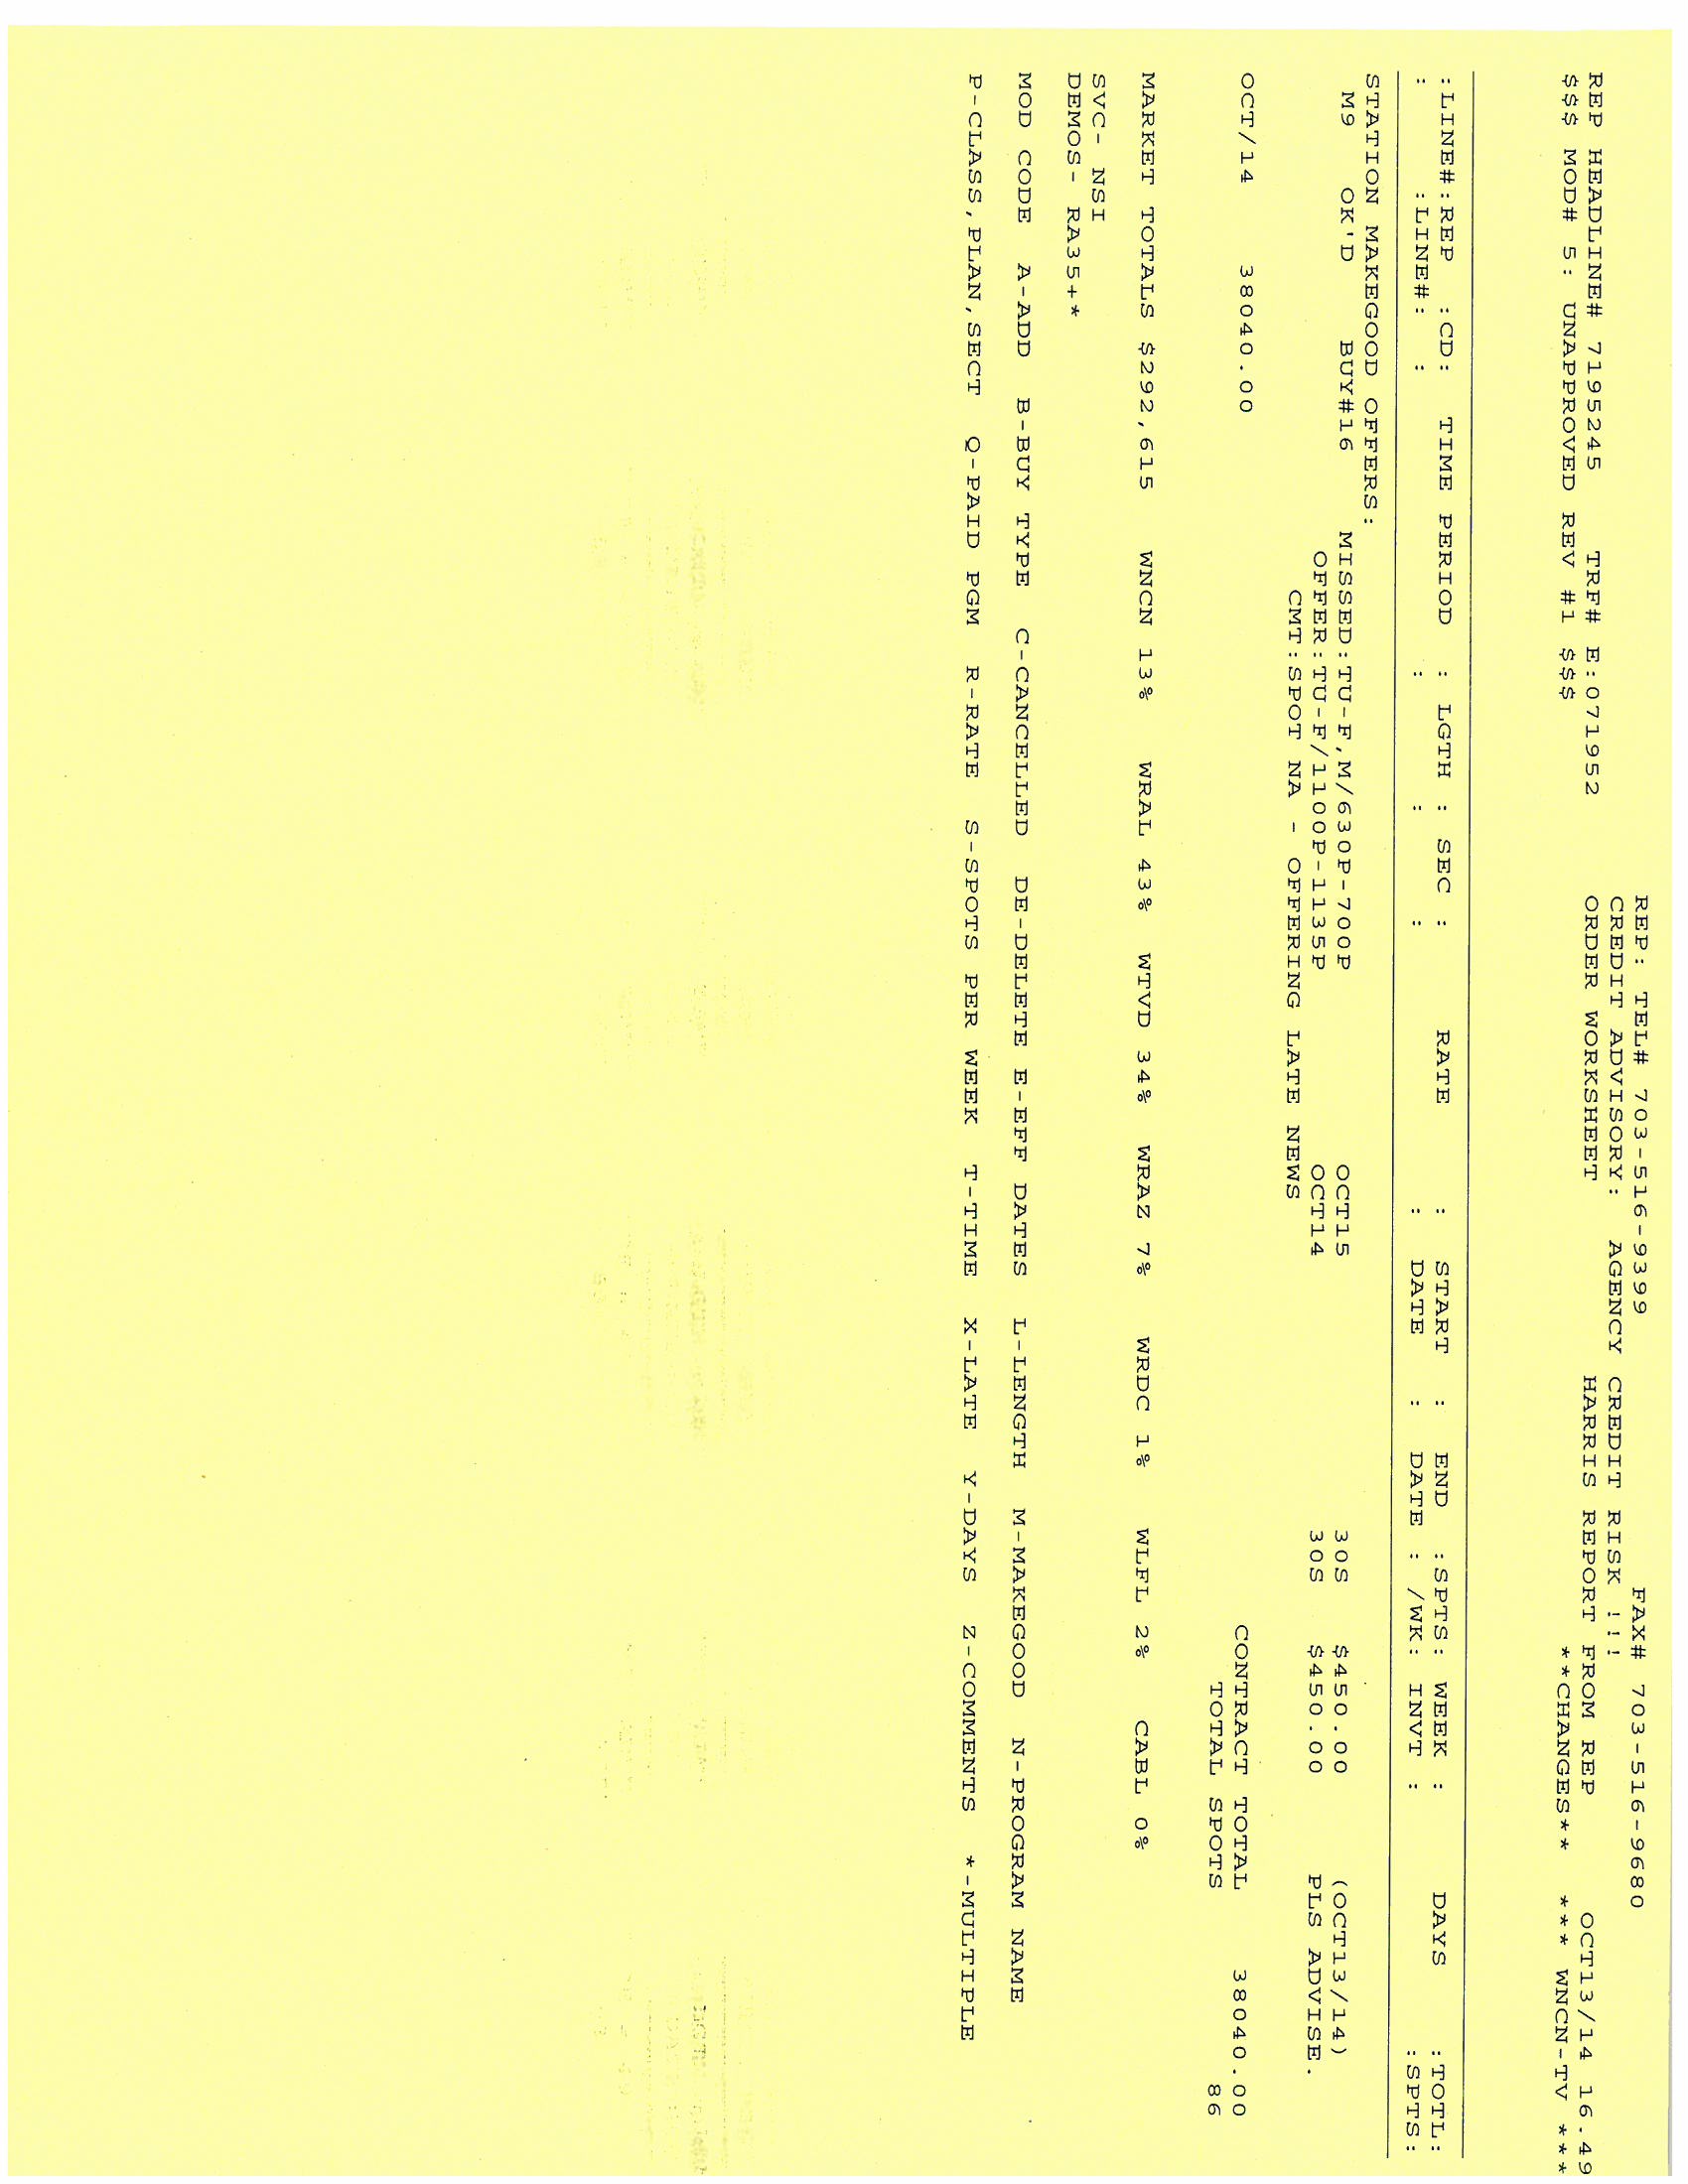 REP: TEL# 703-516-9399 FAX# 703-516-9680
CREDIT ADVISORY: AGENCY CREDIT RISK !!!
REP HEADLINE# 7195245 TRF# E:071952 ORDER WORKSHEET HARRIS REPORT FROM REP OCT13/14 16.49
$$$ MOD# 5: UNAPPROVED REV #1 $$$ **CHANGES** *** WNCN-TV ***
:LINE#:REP :CD: TIME PERIOD : LGTH : SEC : RATE : START : END :SPTS: WEEK : DAYS :TOTL:
: :LINE#: : : : : : DATE : DATE : /WK: INVT : :SPTS:
STATION MAKEGOOD OFFERS:
M9 OK'D BUY#16 MISSED:TU-F,M/630P-700P OCT15 30S $450.00 (OCT13/14)
OFFER:TU-F/1100P-1135P OCT14 30S $450.00 PLS ADVISE.
CMT:SPOT NA - OFFERING LATE NEWS
OCT/14 38040.00 CONTRACT TOTAL 38040.00
TOTAL SPOTS 86
MARKET TOTALS $292,615 WNCN 13% WRAL 43% WTVD 34% WRAZ 7% WRDC 1% WLFL 2% CABL 0%
SVC- NSI
DEMOS- RA35+*
MOD CODE A-ADD B-BUY TYPE C-CANCELLED DE-DELETE E-EFF DATES L-LENGTH M-MAKEGOOD N-PROGRAM NAME
P-CLASS,PLAN,SECT Q-PAID PGM R-RATE S-SPOTS PER WEEK T-TIME X-LATE Y-DAYS Z-COMMENTS *-MULTIPLE